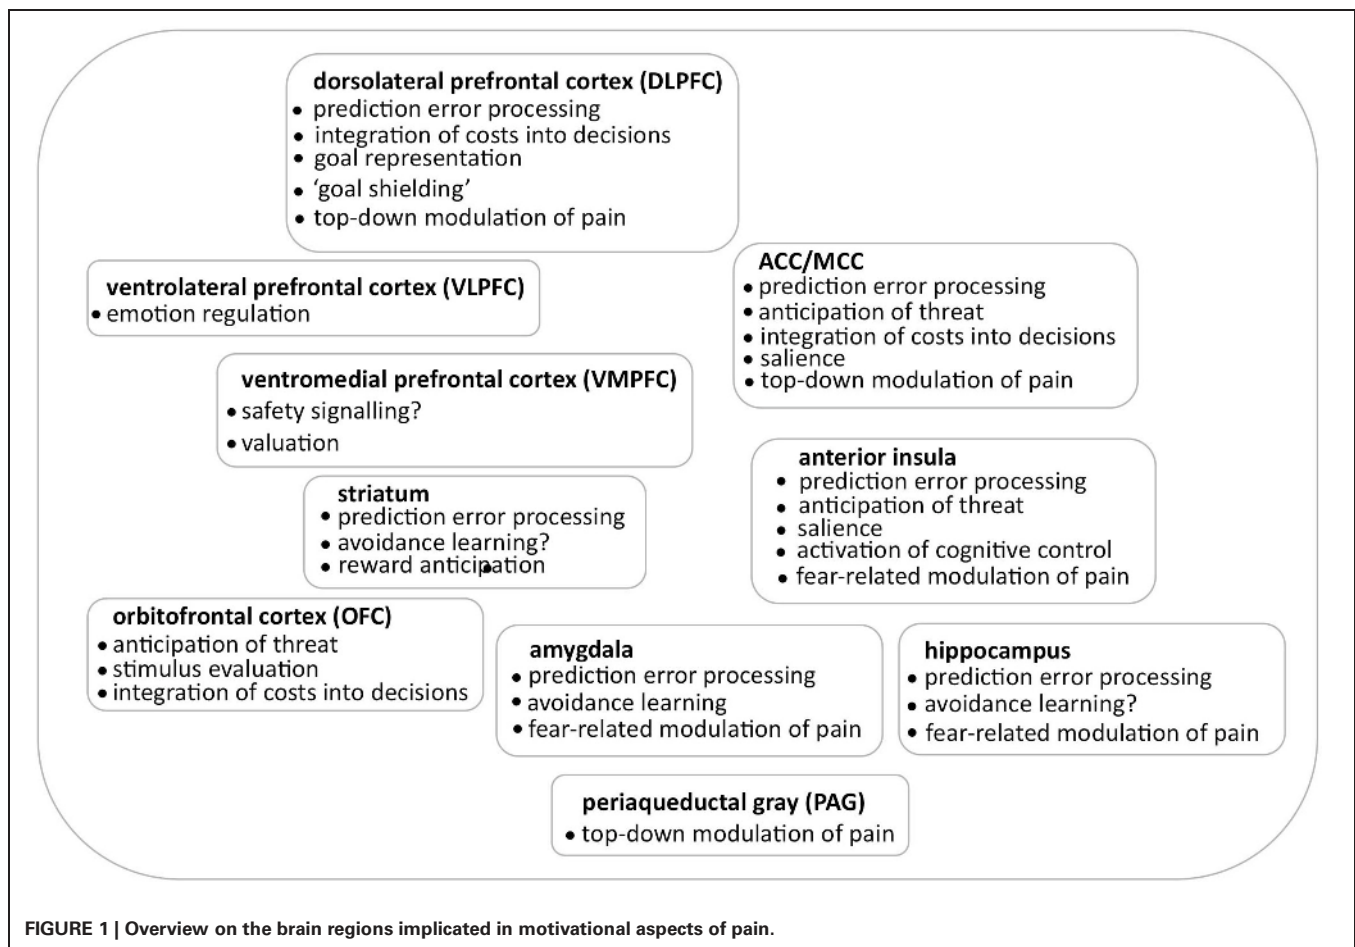 dorsolateral prefrontal cortex (DLPFC)
• prediction error processing
• integration of costs into decisions
• goal representation
• ‘goal shielding’
• top-down modulation of pain
ventrolateral prefrontal cortex (VLPFC)
• emotion regulation
ACC/MCC
• prediction error processing
• anticipation of threat
• integration of costs into decisions
• salience
• top-down modulation of pain
ventromedial prefrontal cortex (VMPFC)
• safety signalling?
• valuation
anterior insula
• prediction error processing
• anticipation of threat
• salience
• activation of cognitive control
• fear-related modulation of pain
striatum
• prediction error processing
• avoidance learning?
• reward anticipation
orbitofrontal cortex (OFC)
• anticipation of threat
• stimulus evaluation
• integration of costs into decisions
amygdala
• prediction error processing
• avoidance learning
• fear-related modulation of pain
hippocampus
• prediction error processing
• avoidance learning?
• fear-related modulation of pain
periaqueductal gray (PAG)
• top-down modulation of pain
FIGURE 1 | Overview on the brain regions implicated in motivational aspects of pain.